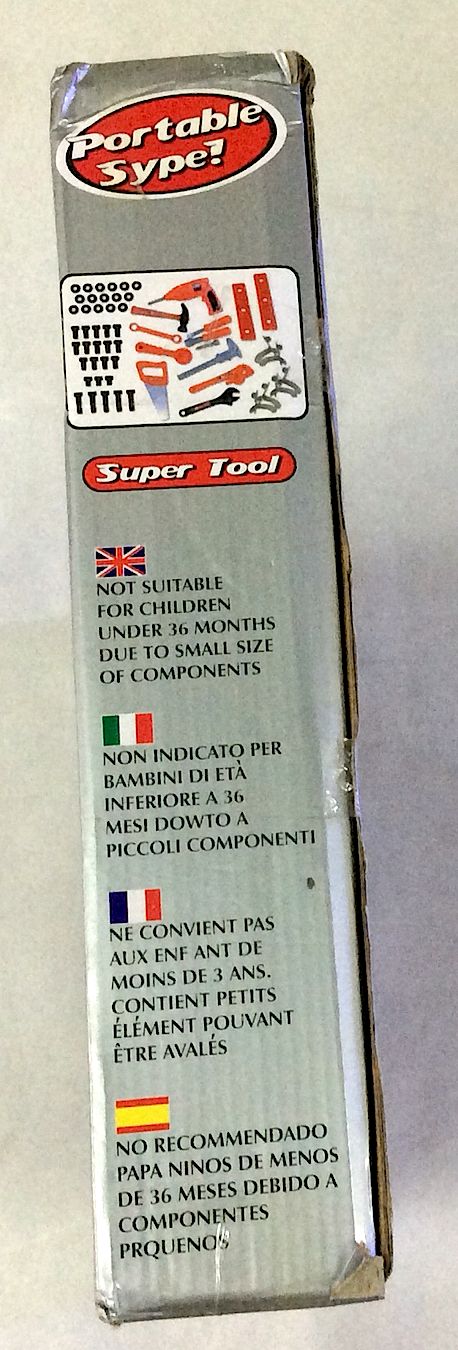 Portable
Sype!
Super Tool
NOT SUITABLE
FOR CHILDREN
UNDER 36 MONTHS
DUE TO SMALL SIZE
OF COMPONENTS
NON INDICATO PER
BAMBINI DI ETÀ
INFERIORE A 36
MESI DOWTO A
PICCOLI COMPONENTI
NE CONVIENT PAS
AUX ENF ANT DE
MOINS DE 3 ANS.
CONTIENT PETITS
ÉLÉMENT POUVANT
ÊTRE AVALÉS
NO RECOMMENDADO
PAPA NINOS DE MENOS
DE 36 MESES DEBIDO A
COMPONENTES
PRQUENOS